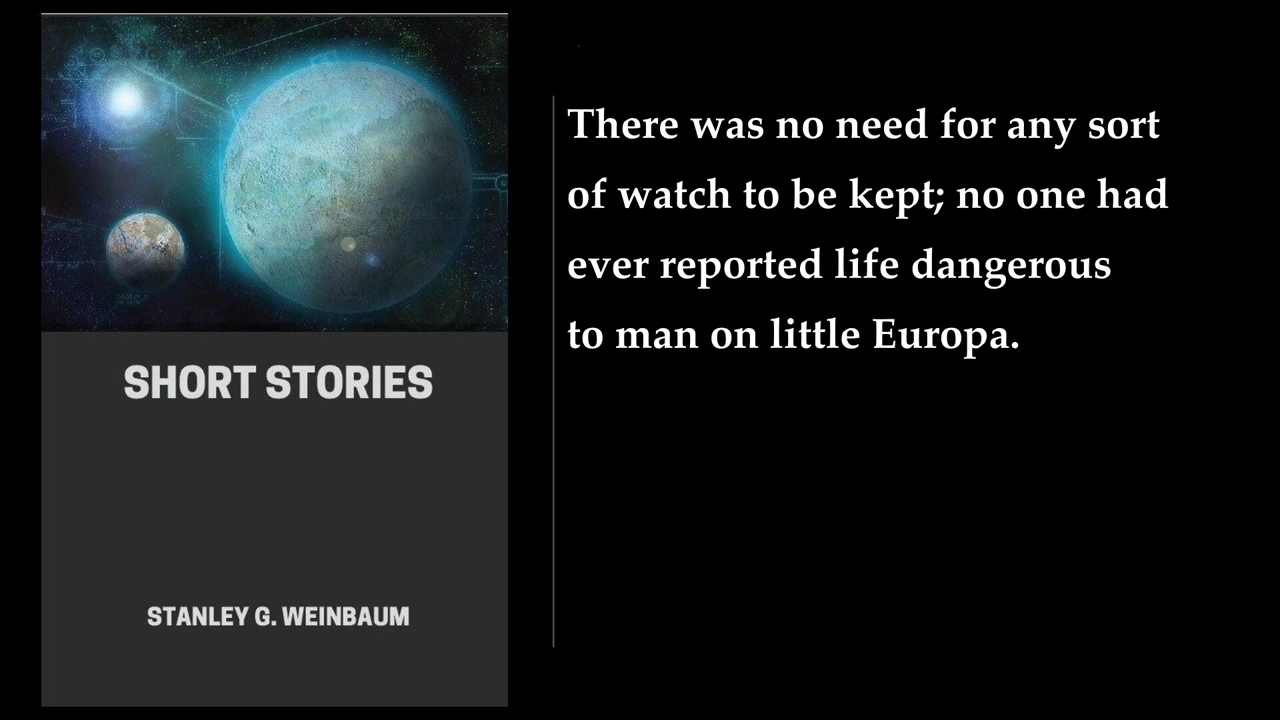 SHORT STORIES
STANLEY G. WEINBAUM
There was no need for any sort
of watch to be kept; no one had
ever reported life dangerous
to man on little Europa.